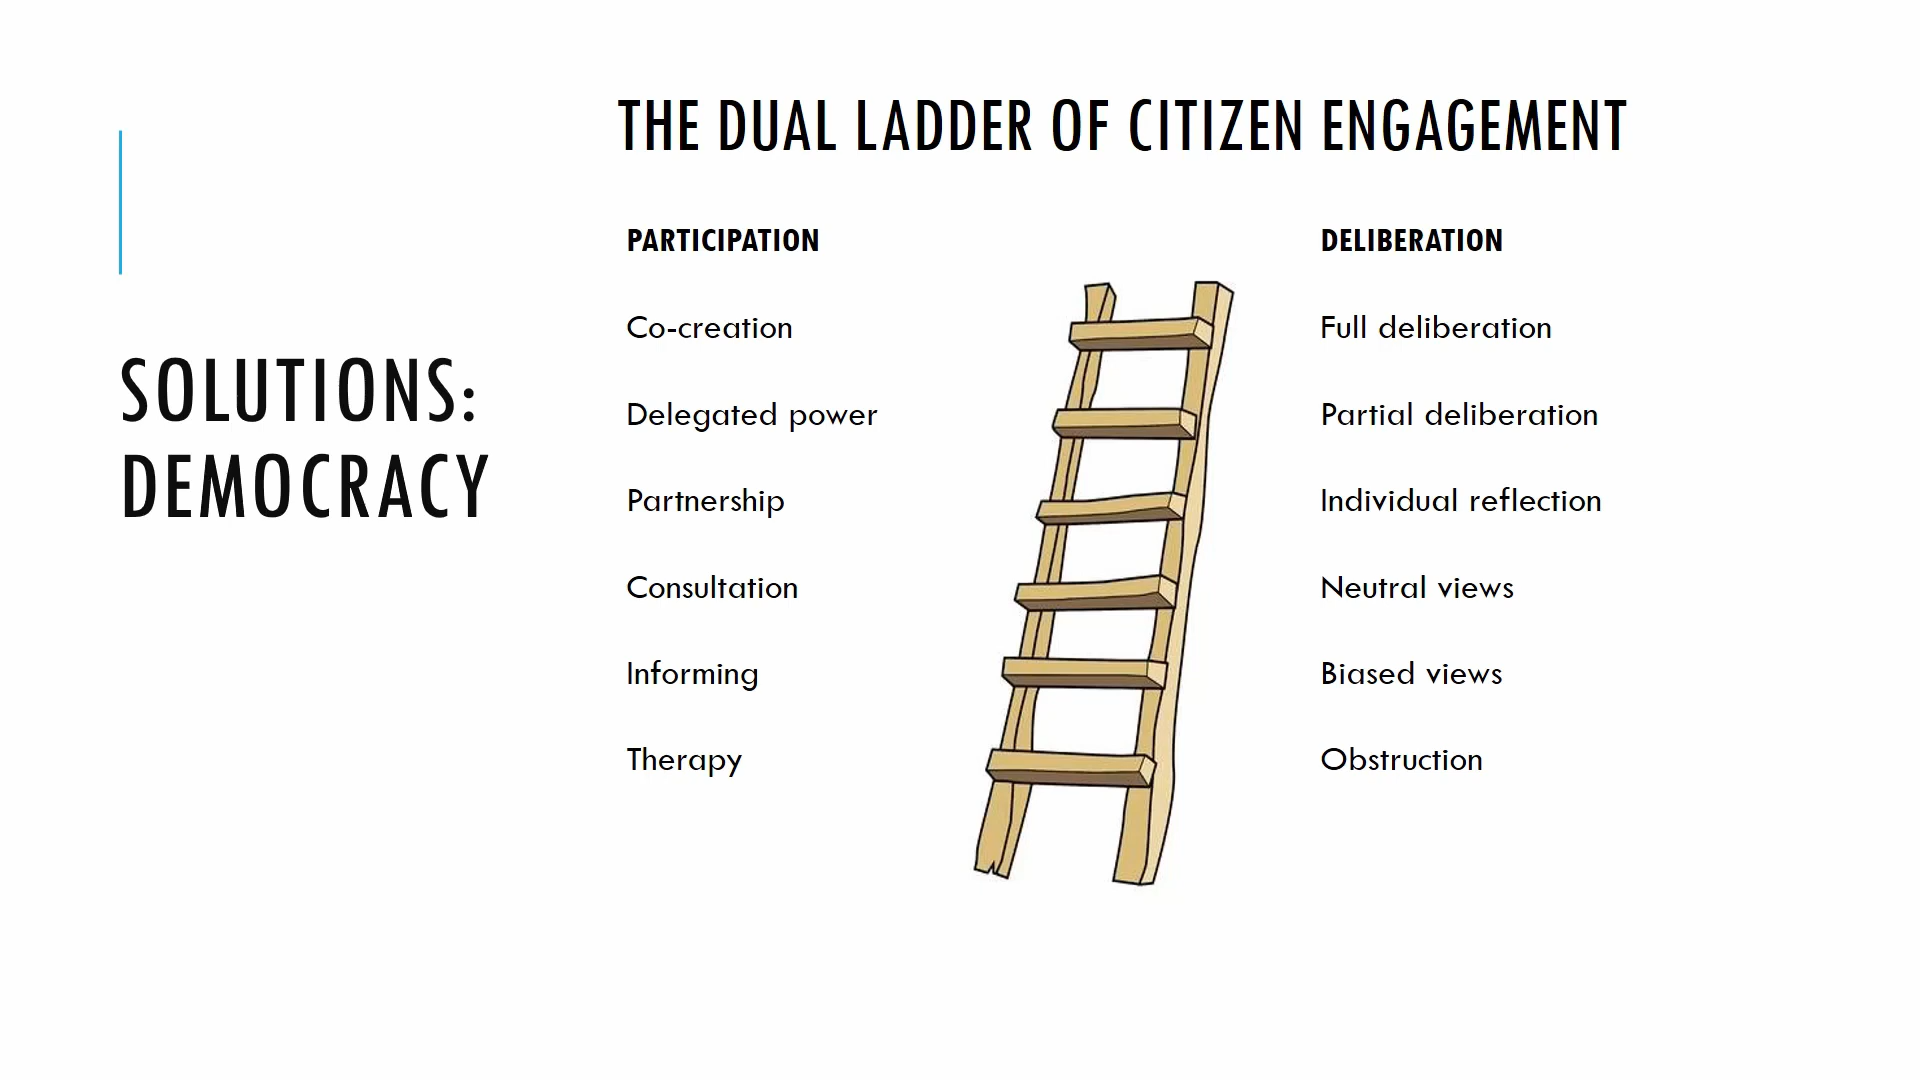 THE DUAL LADDER OF CITIZEN ENGAGEMENT
SOLUTIONS:
DEMOCRACY
PARTICIPATION
Co-creation
Delegated power
Partnership
Consultation
Informing
Therapy
DELIBERATION
Full deliberation
Partial deliberation
Individual reflection
Neutral views
Biased views
Obstruction